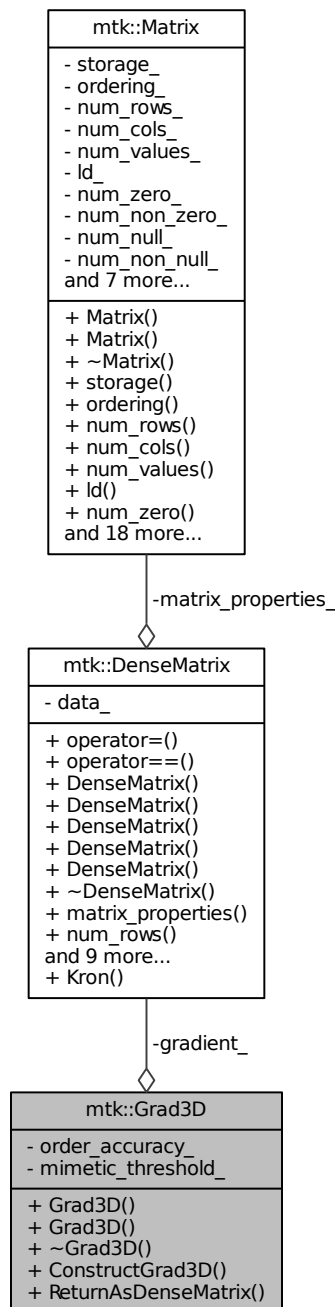 mtk::Matrix
- storage_
- ordering_
- num_rows_
- num_cols_
- num_values_
- ld_
- num_zero_
- num_non_zero_
- num_null_
- num_non_null_
and 7 more...
+ Matrix()
+ Matrix()
+ ~Matrix()
+ storage()
+ ordering()
+ num_rows()
+ num_cols()
+ num_values()
+ ld()
+ num_zero()
and 18 more...
-matrix_properties_
mtk::DenseMatrix
- data_
+ operator=()
+ operator==()
+ DenseMatrix()
+ DenseMatrix()
+ DenseMatrix()
+ DenseMatrix()
+ DenseMatrix()
+ ~DenseMatrix()
+ matrix_properties()
+ num_rows()
and 9 more...
+ Kron()
-gradient_
mtk::Grad3D
- order_accuracy_
- mimetic_threshold_
+ Grad3D()
+ Grad3D()
+ ~Grad3D()
+ ConstructGrad3D()
+ ReturnAsDenseMatrix()